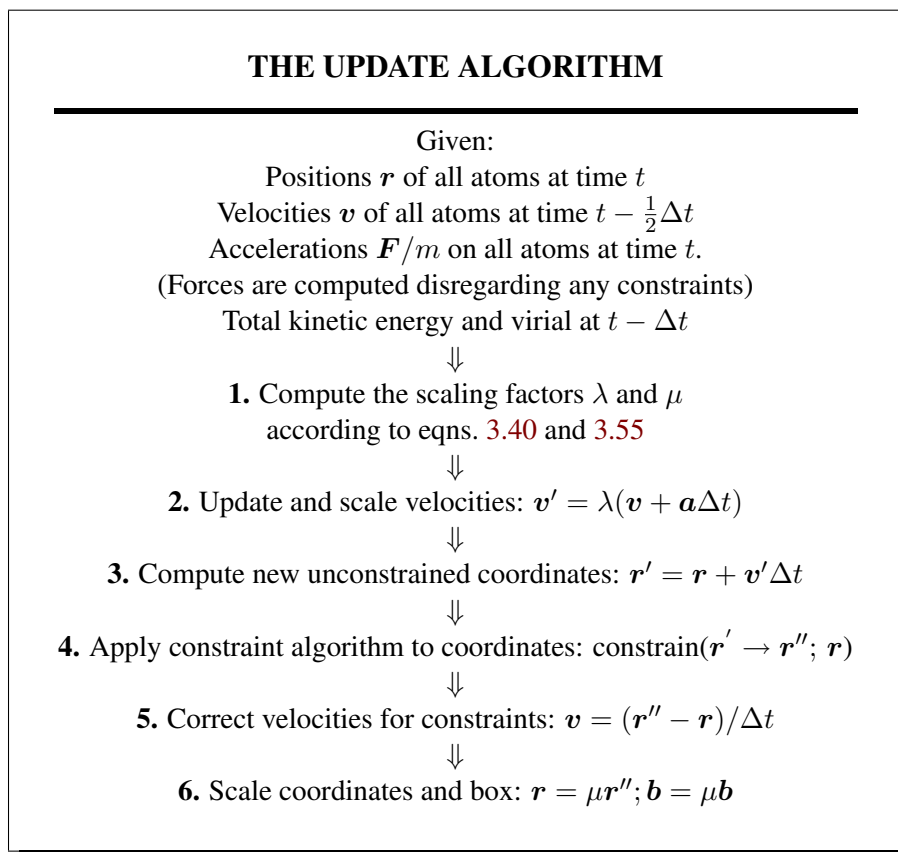 THE UPDATE ALGORITHM
Given:
Positions r of all atoms at time t
Velocities v of all atoms at time t − ½Δt
Accelerations F/m on all atoms at time t.
(Forces are computed disregarding any constraints)
Total kinetic energy and virial at t − Δt
⇓
1. Compute the scaling factors λ and μ
according to eqns. 3.40 and 3.55
⇓
2. Update and scale velocities: v′ = λ(v + aΔt)
⇓
3. Compute new unconstrained coordinates: r′ = r + v′Δt
⇓
4. Apply constraint algorithm to coordinates: constrain(r′ → r″; r)
⇓
5. Correct velocities for constraints: v = (r″ − r)/Δt
⇓
6. Scale coordinates and box: r = μr″; b = μb